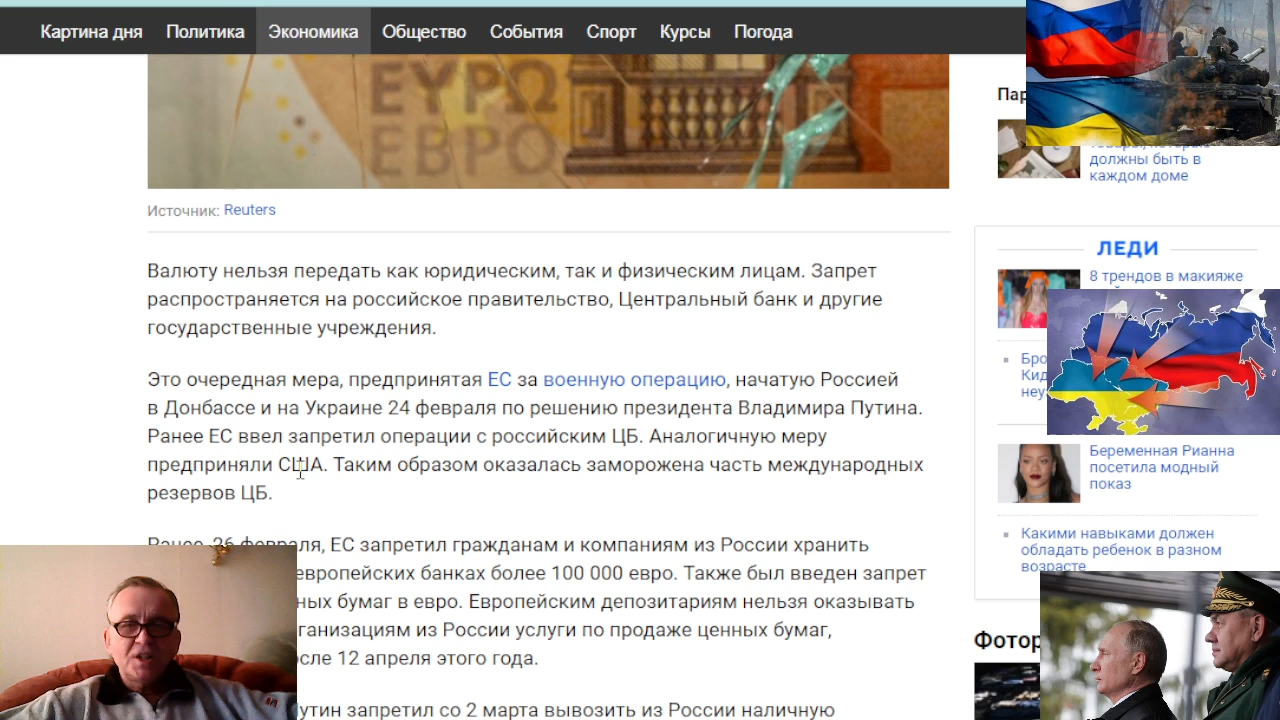 Картина дня Политика Экономика Общество События Спорт Курсы Погода
ΕΥΡΩ
ЕВРО
Источник: Reuters
Валюту нельзя передать как юридическим, так и физическим лицам. Запрет
распространяется на российское правительство, Центральный банк и другие
государственные учреждения.
Это очередная мера, предпринятая ЕС за военную операцию, начатую Россией
в Донбассе и на Украине 24 февраля по решению президента Владимира Путина.
Ранее ЕС ввел запретил операции с российским ЦБ. Аналогичную меру
предприняли США. Таким образом оказалась заморожена часть международных
резервов ЦБ.
Ранее, 26 февраля, ЕС запретил гражданам и компаниям из России хранить
европейских банках более 100 000 евро. Также был введен запрет
ных бумаг в евро. Европейским депозитариям нельзя оказывать
ганизациям из России услуги по продаже ценных бумаг,
сле 12 апреля этого года.
утин запретил со 2 марта вывозить из России наличную
Пар
должны быть в
каждом доме
ЛЕДИ
8 трендов в макияже
Бро
Кид
неу
Беременная Рианна
посетила модный
показ
Какими навыками должен
обладать ребенок в разном
возрасте
Фотор